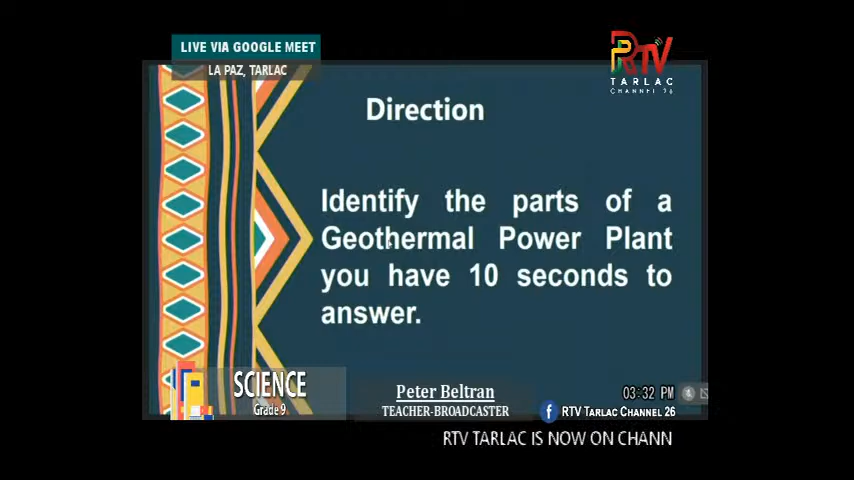 LIVE VIA GOOGLE MEET
LA PAZ, TARLAC
RTV
TARLAC
CHANNEL 26
Direction
Identify the parts of a
Geothermal Power Plant
you have 10 seconds to
answer.
SCIENCE
Grade 9
Peter Beltran
TEACHER-BROADCASTER
03:32 PM
f RTV TARLAC CHANNEL 26
RTV TARLAC IS NOW ON CHANN